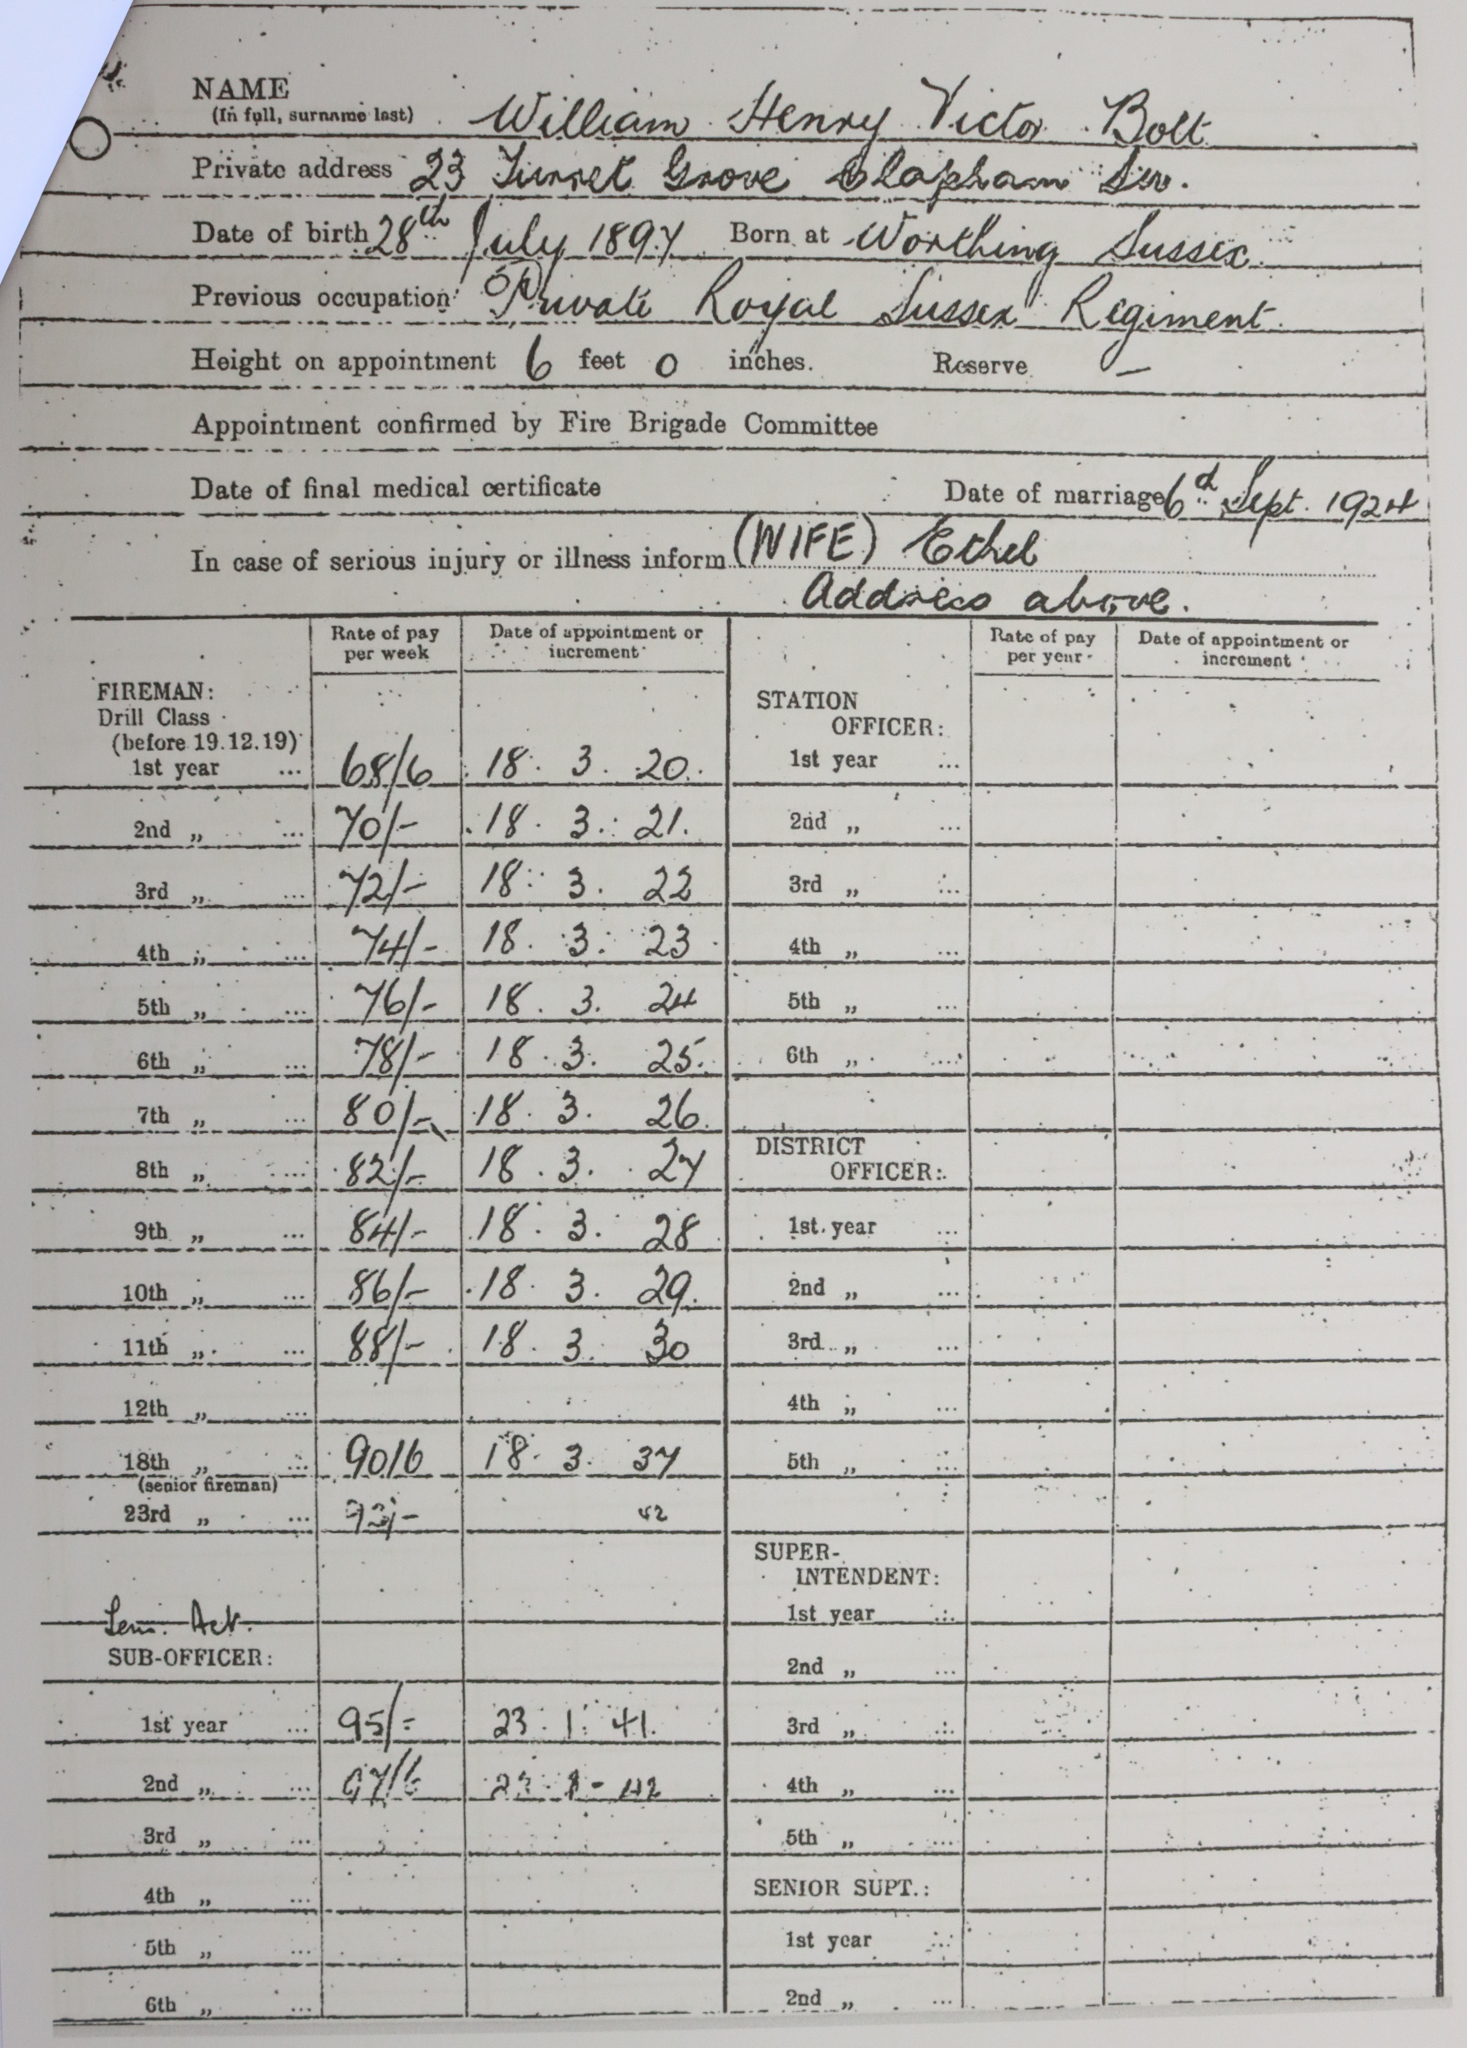 NAME
(In full, surname last) William Henry Victor Bolt
Private address 23 Turret Grove Clapham S.W.
Date of birth 28th July 1897 Born at Worthing Sussex
Previous occupation Private Royal Sussex Regiment
Height on appointment 6 feet 0 inches. Reserve –
Appointment confirmed by Fire Brigade Committee
Date of final medical certificate Date of marriage 6d Sept. 1924
In case of serious injury or illness inform (WIFE) Ethel
Address above.
Rate of pay per week
Date of appointment or increment
FIREMAN:
Drill Class
(before 19.12.19)
1st year ... 68/6 18. 3. 20.
2nd „ ... 70/- 18. 3. 21.
3rd „ ... 72/- 18. 3. 22
4th „ ... 74/- 18. 3. 23
5th „ ... 76/- 18. 3. 24
6th „ ... 78/- 18. 3. 25.
7th „ ... 80/- 18. 3. 26
8th „ ... 82/- 18. 3. 27
9th „ ... 84/- 18. 3. 28
10th „ ... 86/- 18. 3. 29.
11th „ ... 88/- 18. 3. 30
12th „ ...
18th „ ... 90/6 18. 3. 37
(senior fireman)
23rd „ ... 93/- 42
Tem. Act.
SUB-OFFICER:
1st year ... 95/- 23. 1. 41.
2nd „ ... 97/6 42
3rd „ ...
4th „ ...
5th „ ...
6th „ ...
Rate of pay per year
Date of appointment or increment
STATION
OFFICER:
1st year ...
2nd „ ...
3rd „ ...
4th „ ...
5th „ ...
6th „ ...
DISTRICT
OFFICER:
1st year ...
2nd „ ...
3rd „ ...
4th „ ...
5th „ ...
SUPER-
INTENDENT:
1st year ...
2nd „ ...
3rd „ ...
4th „ ...
5th „ ...
SENIOR SUPT.:
1st year ...
2nd „ ...